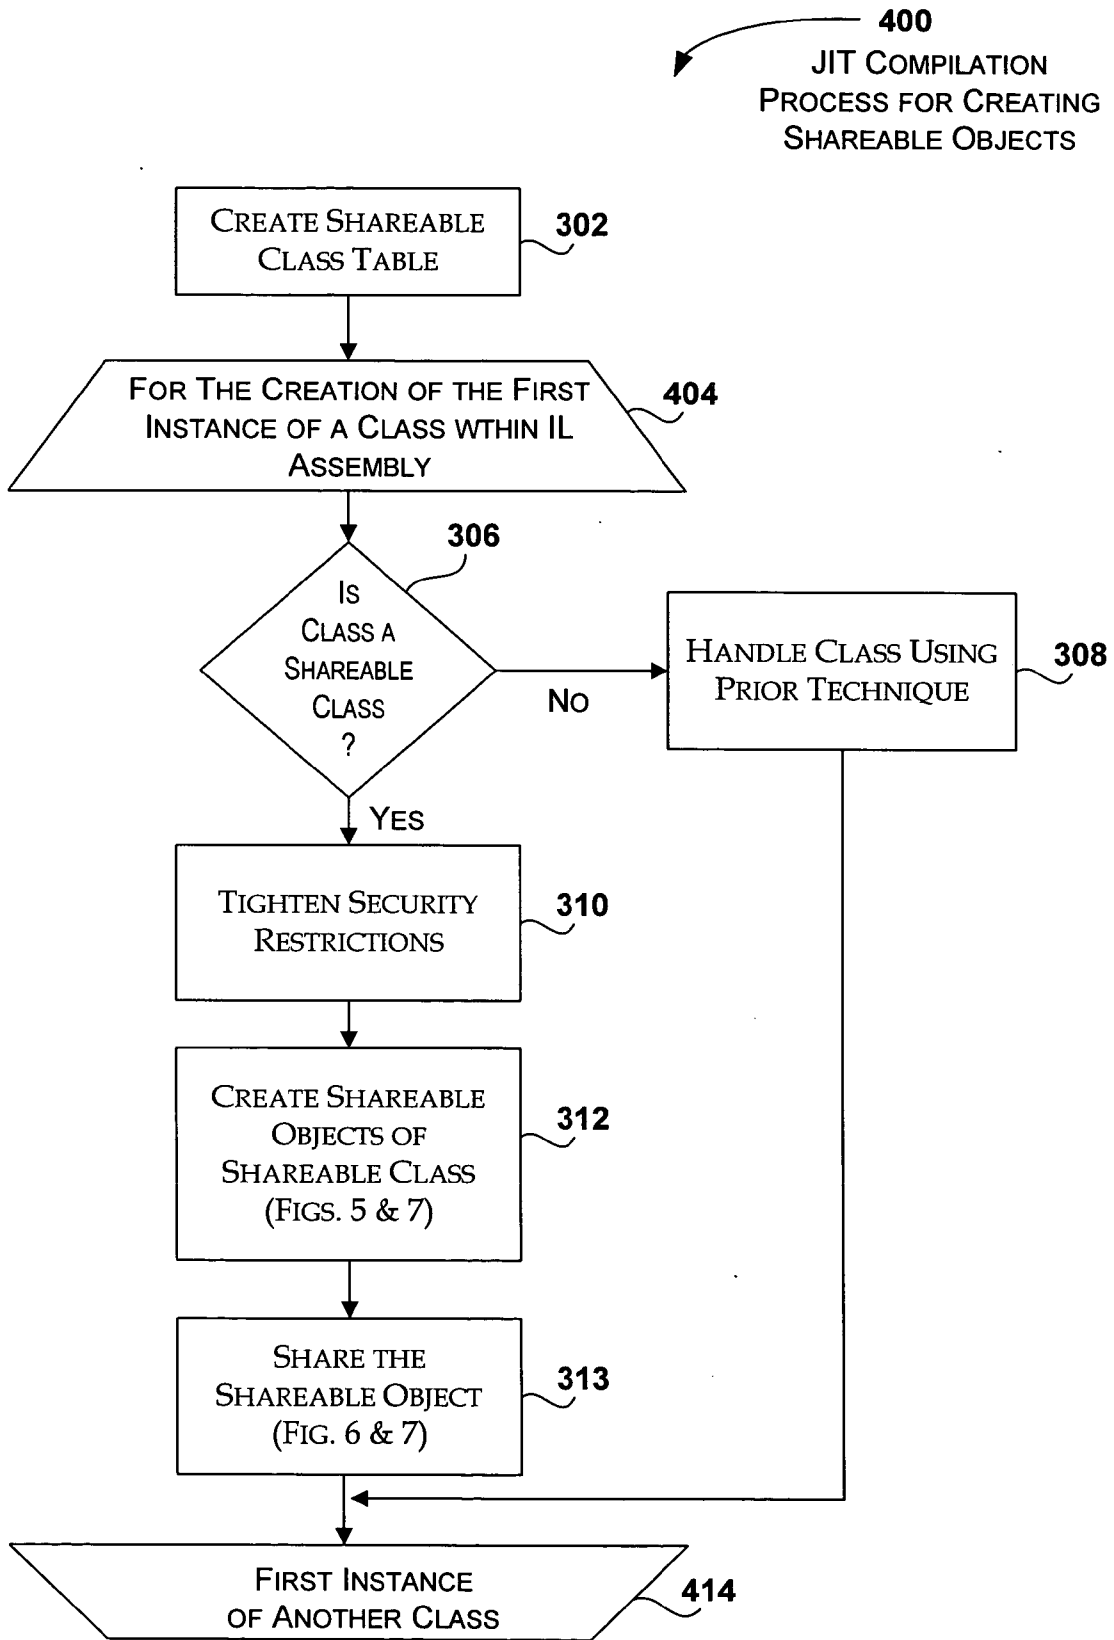 400
JIT COMPILATION
PROCESS FOR CREATING
SHAREABLE OBJECTS
CREATE SHAREABLE
CLASS TABLE
302
FOR THE CREATION OF THE FIRST
INSTANCE OF A CLASS WTHIN IL
ASSEMBLY
404
306
IS
CLASS A
SHAREABLE
CLASS
?
NO
HANDLE CLASS USING
PRIOR TECHNIQUE
308
YES
TIGHTEN SECURITY
RESTRICTIONS
310
CREATE SHAREABLE
OBJECTS OF
SHAREABLE CLASS
(FIGS. 5 & 7)
312
SHARE THE
SHAREABLE OBJECT
(FIG. 6 & 7)
313
FIRST INSTANCE
OF ANOTHER CLASS
414